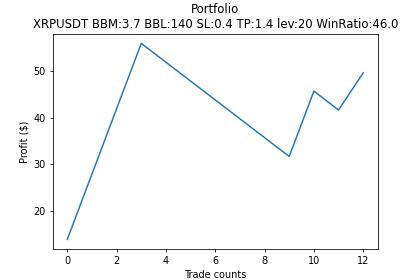 Portfolio
XRPUSDT BBM:3.7 BBL:140 SL:0.4 TP:1.4 lev:20 WinRatio:46.0
Profit ($)
50
40
30
20
0 2 4 6 8 10 12
Trade counts